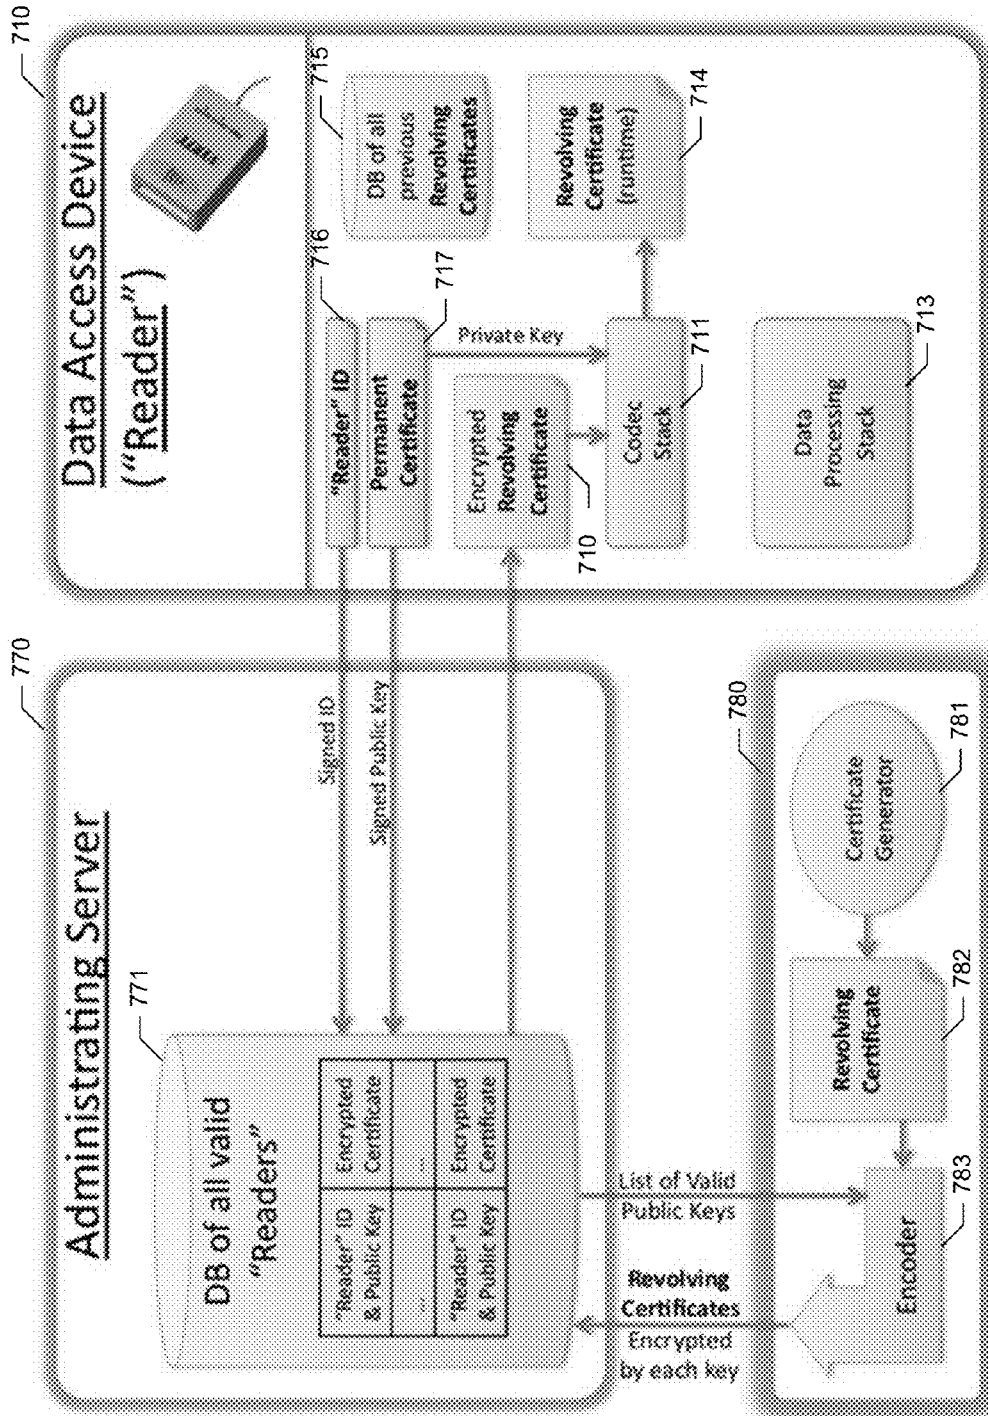 Administrating Server
770
771
DB of all valid
"Readers"
"Reader" ID
& Public Key
Encrypted
Certificate
...
...
"Reader" ID
& Public Key
Encrypted
Certificate
Signed ID
Signed Public Key
List of Valid
Public Keys
Revolving
Certificates
Encrypted
by each key
780
Encoder
783
Revolving
Certificate
782
Certificate
Generator
781
Data Access Device
("Reader")
710
"Reader" ID
716
Permanent
Certificate
717
Private Key
Encrypted
Revolving
Certificate
710
Codec
Stack
711
DB of all
previous
Revolving
Certificates
715
Revolving
Certificate
(runtime)
714
Data
Processing
Stack
713